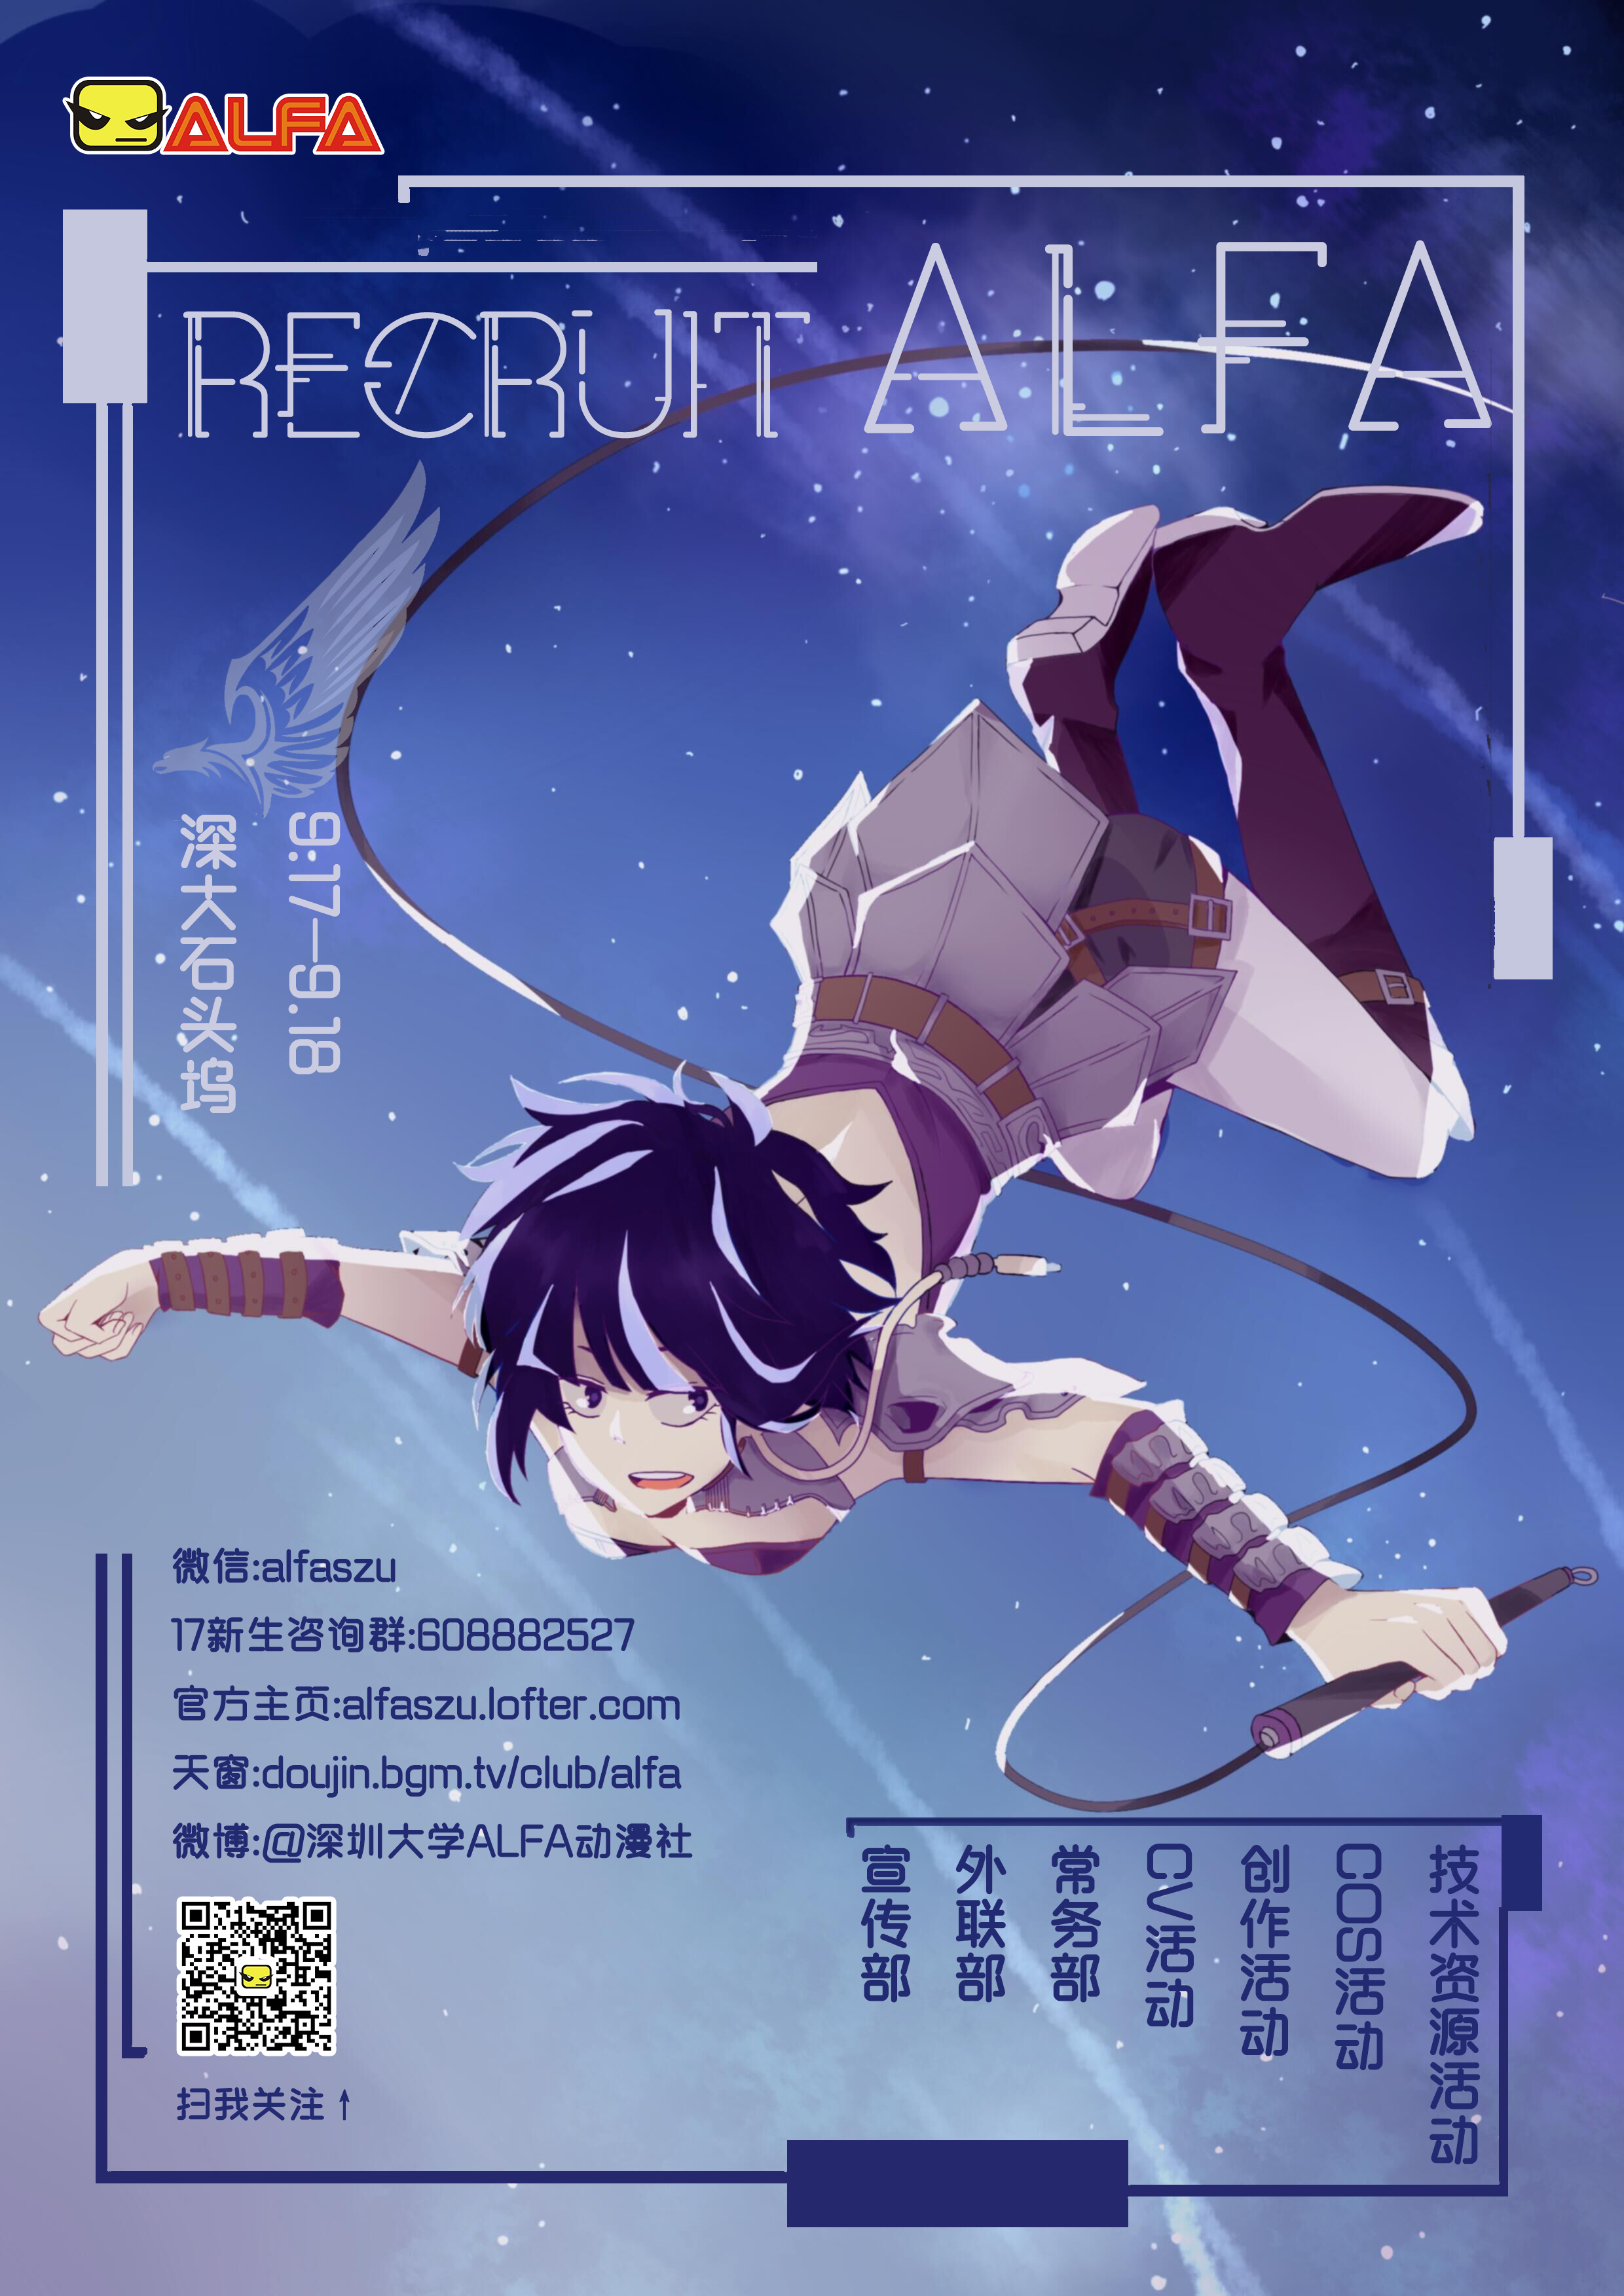 ALFA
RECRUIT ALFA
9:17—9.18
深大石头坞
微信:alfaszu
17新生咨询群:608882527
官方主页:alfaszu.lofter.com
天窗:doujin.bgm.tv/club/alfa
微博:@深圳大学ALFA动漫社
扫我关注↑
技术资源活动
COS活动
创作活动
CV活动
常务部
外联部
宣传部